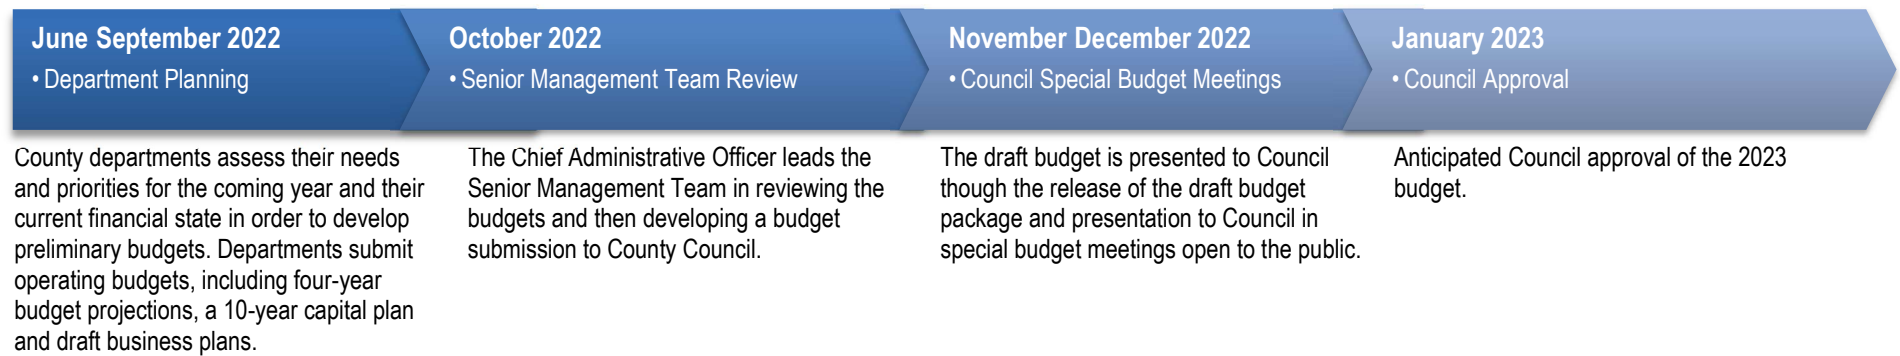 June September 2022
• Department Planning
October 2022
• Senior Management Team Review
November December 2022
• Council Special Budget Meetings
January 2023
• Council Approval
County departments assess their needs
and priorities for the coming year and their
current financial state in order to develop
preliminary budgets. Departments submit
operating budgets, including four-year
budget projections, a 10-year capital plan
and draft business plans.
The Chief Administrative Officer leads the
Senior Management Team in reviewing the
budgets and then developing a budget
submission to County Council.
The draft budget is presented to Council
though the release of the draft budget
package and presentation to Council in
special budget meetings open to the public.
Anticipated Council approval of the 2023
budget.